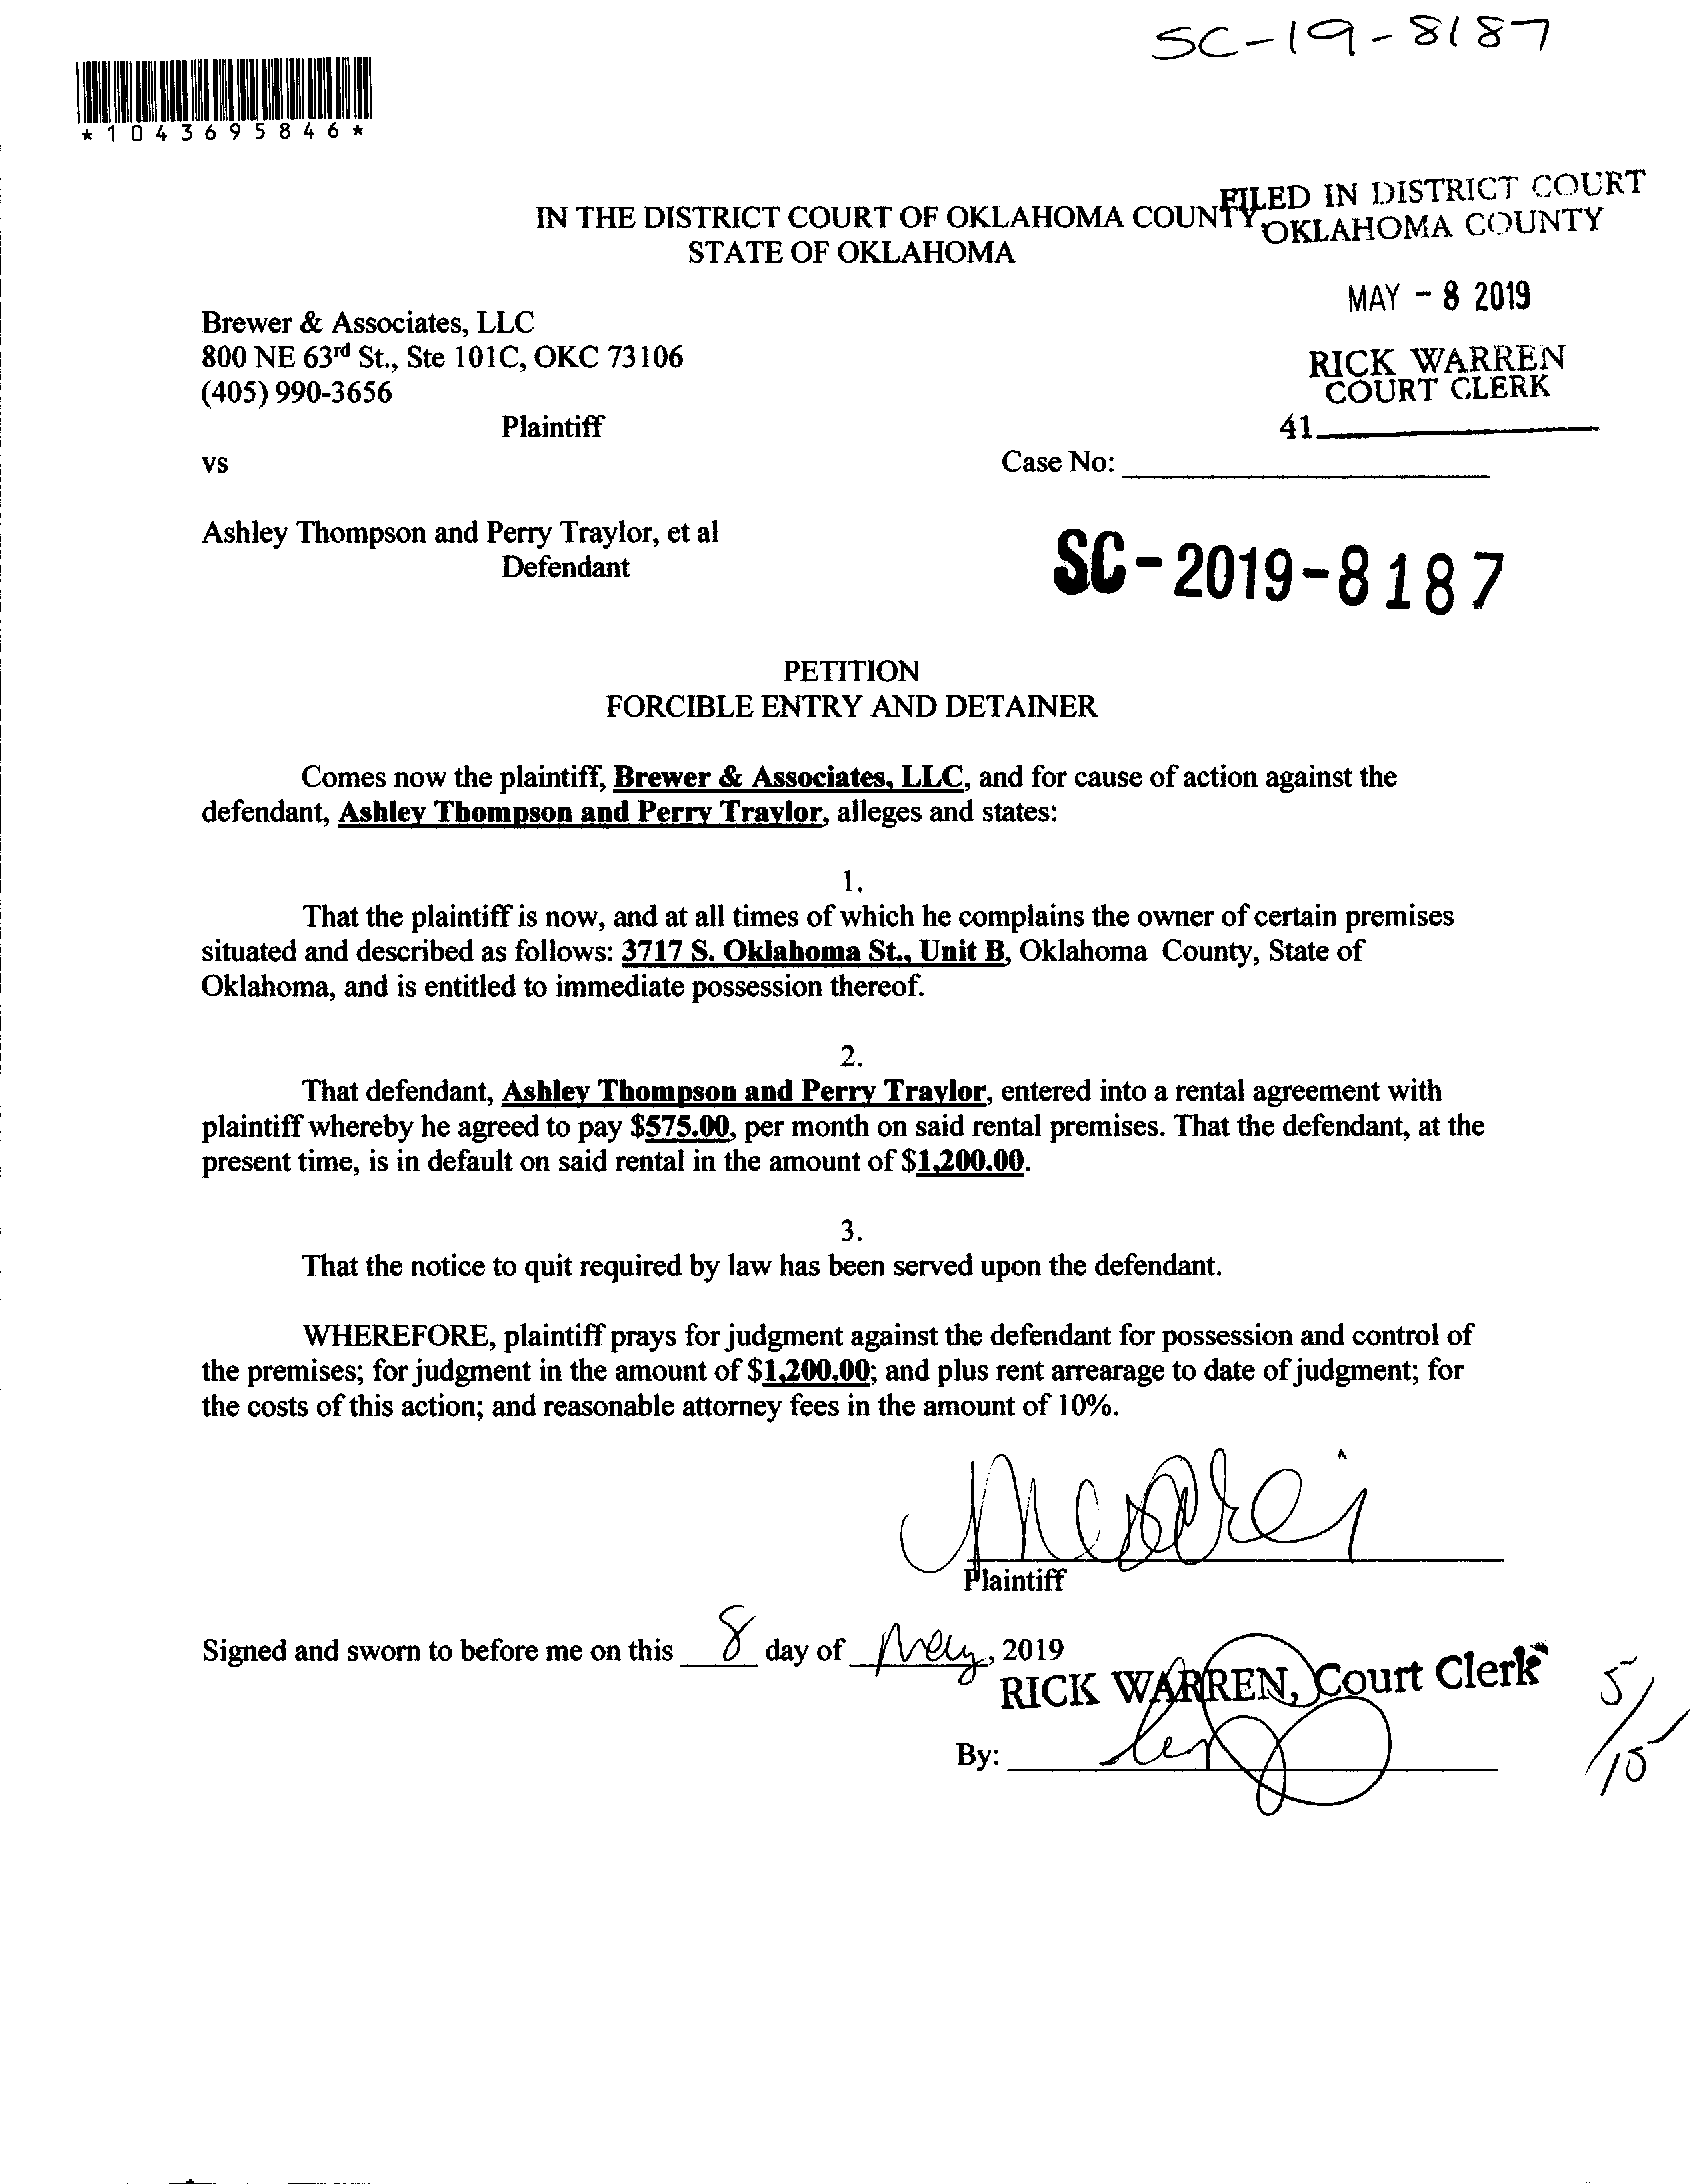 SC-19-8187
*1043695846*
FILED IN DISTRICT COURT
OKLAHOMA COUNTY
IN THE DISTRICT COURT OF OKLAHOMA COUNTY
STATE OF OKLAHOMA
MAY - 8 2019
RICK WARREN
COURT CLERK
41
Brewer & Associates, LLC
800 NE 63rd St., Ste 101C, OKC 73106
(405) 990-3656
Plaintiff
vs
Case No:
Ashley Thompson and Perry Traylor, et al
Defendant
SC-2019-8187
PETITION
FORCIBLE ENTRY AND DETAINER
Comes now the plaintiff, Brewer & Associates, LLC, and for cause of action against the
defendant, Ashley Thompson and Perry Traylor, alleges and states:
1.
That the plaintiff is now, and at all times of which he complains the owner of certain premises
situated and described as follows: 3717 S. Oklahoma St., Unit B, Oklahoma County, State of
Oklahoma, and is entitled to immediate possession thereof.
2.
That defendant, Ashley Thompson and Perry Traylor, entered into a rental agreement with
plaintiff whereby he agreed to pay $575.00, per month on said rental premises. That the defendant, at the
present time, is in default on said rental in the amount of $1,200.00.
3.
That the notice to quit required by law has been served upon the defendant.
WHEREFORE, plaintiff prays for judgment against the defendant for possession and control of
the premises; for judgment in the amount of $1,200.00; and plus rent arrearage to date of judgment; for
the costs of this action; and reasonable attorney fees in the amount of 10%.
Plaintiff
Signed and sworn to before me on this 8 day of May, 2019
RICK WARREN, Court Clerk
By:
5/15